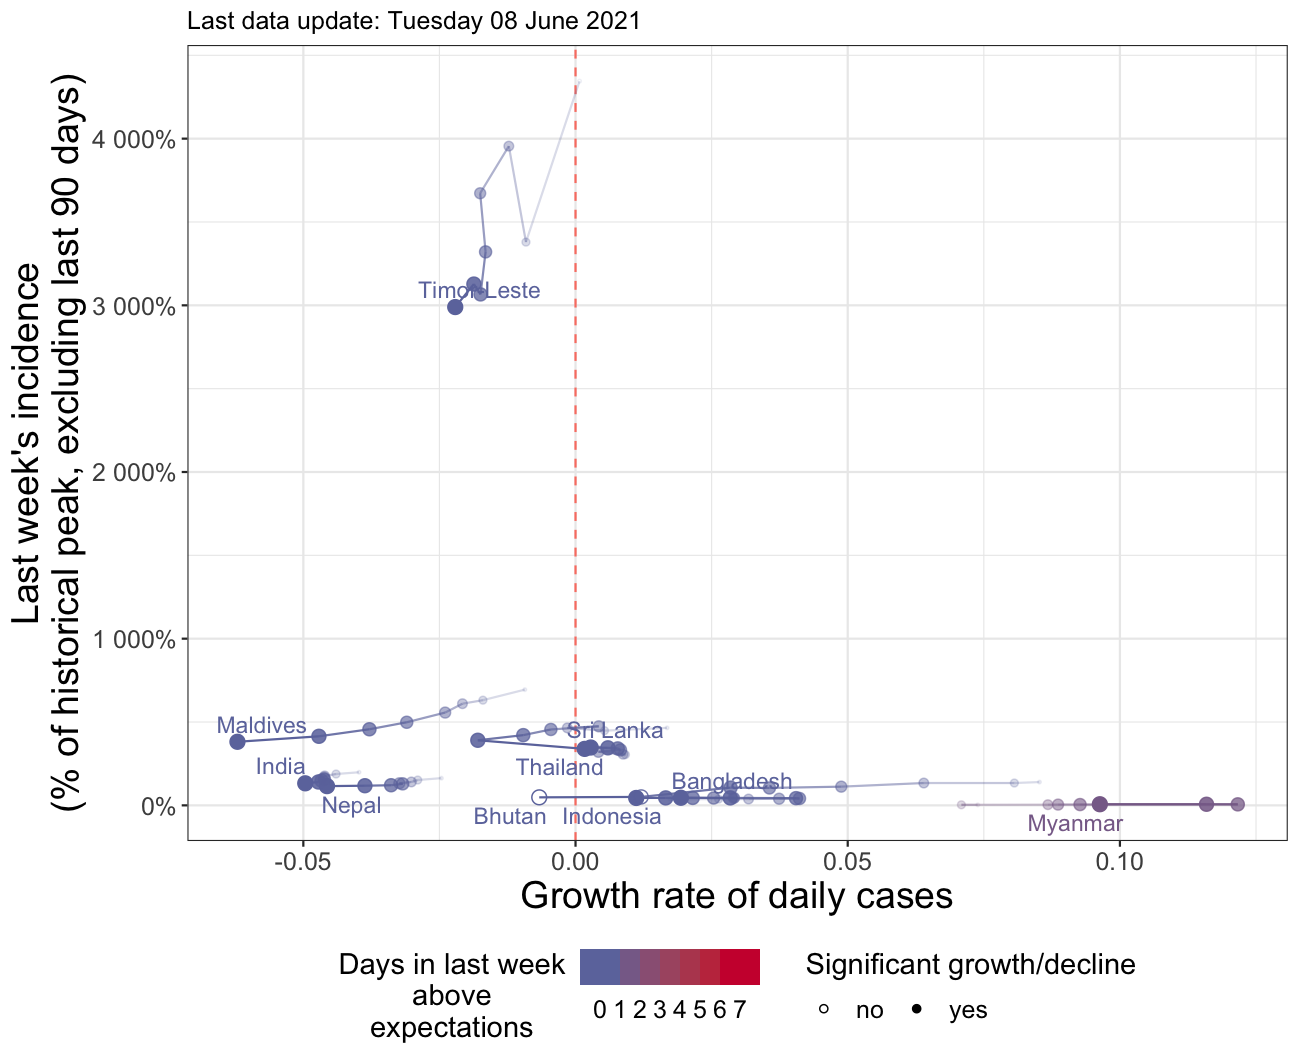 Last data update: Tuesday 08 June 2021
Last week's incidence
(% of historical peak, excluding last 90 days)
4 000%
3 000%
2 000%
1 000%
0%
Timor-Leste
Maldives
Sri Lanka
India
Thailand
Bangladesh
Nepal
Bhutan
Indonesia
Myanmar
-0.05
0.00
0.05
0.10
Growth rate of daily cases
Days in last week
above
expectations
0 1 2 3 4 5 6 7
Significant growth/decline
no
yes